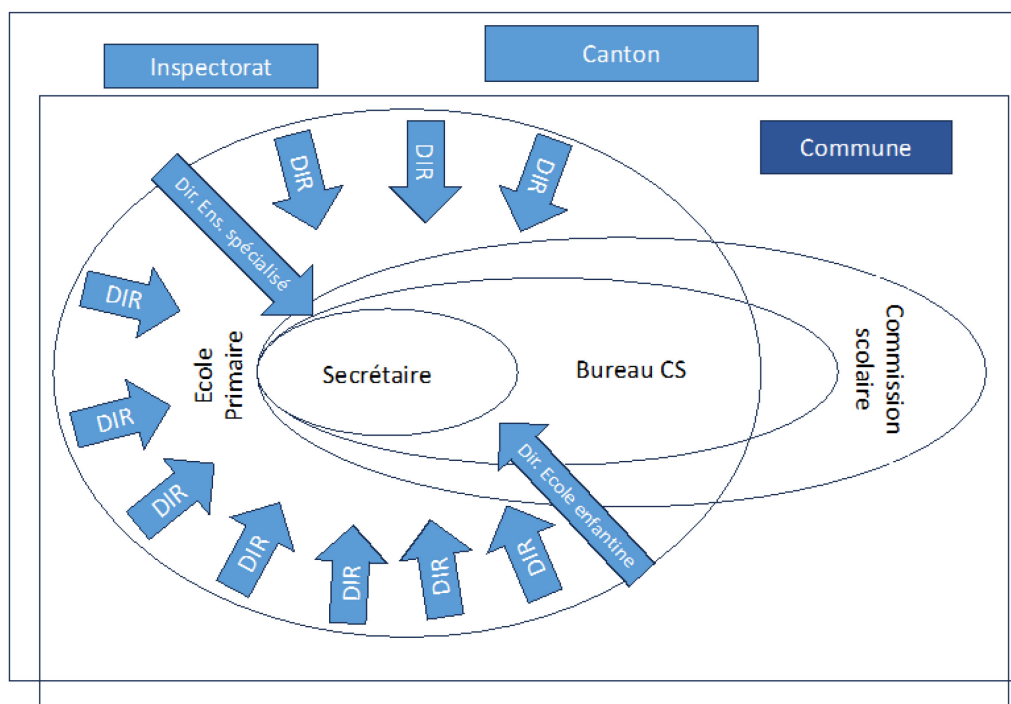 Inspectorat
Canton
Commune
DIR
DIR
DIR
Dir. Ens. spécialisé
DIR
Ecole
Primaire
Secrétaire
Bureau CS
Commission
scolaire
DIR
DIR
DIR
DIR
DIR
DIR
Dir. Ecole enfantine